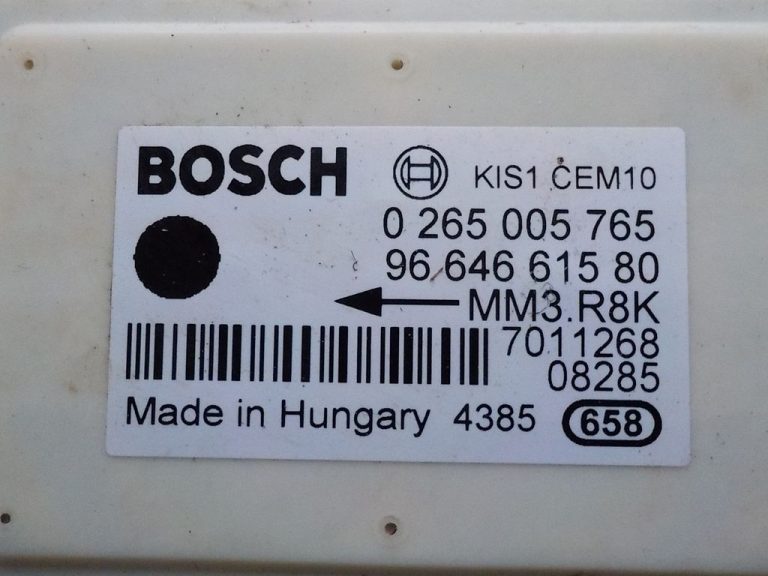 BOSCH KIS1 CEM10
0 265 005 765
96 646 615 80
MM3.R8K
7011268
08285
Made in Hungary 4385 658